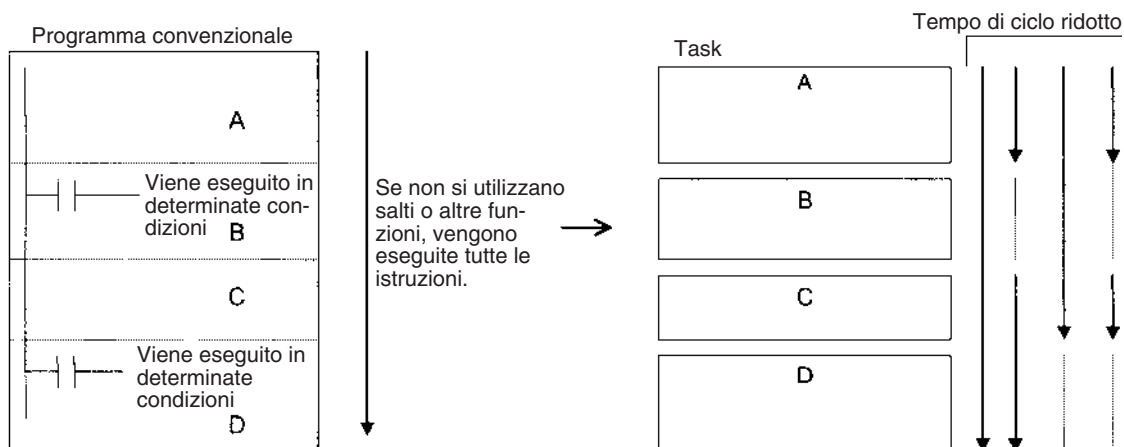 Programma convenzionale
A
Viene eseguito in
determinate con-
dizioni
B
C
Viene eseguito in
determinate
condizioni
D
Se non si utilizzano
salti o altre fun-
zioni, vengono
eseguite tutte le
istruzioni.
Task
Tempo di ciclo ridotto
A
B
C
D